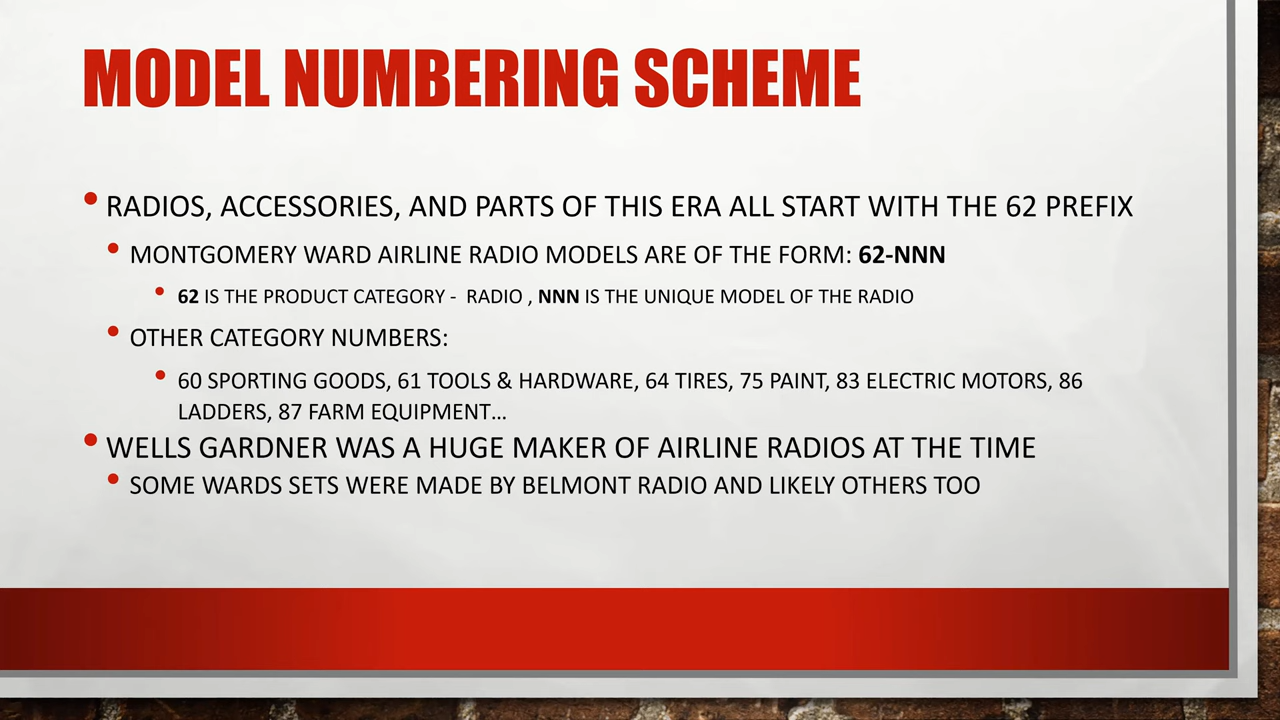 MODEL NUMBERING SCHEME
• RADIOS, ACCESSORIES, AND PARTS OF THIS ERA ALL START WITH THE 62 PREFIX
• MONTGOMERY WARD AIRLINE RADIO MODELS ARE OF THE FORM: 62-NNN
• 62 IS THE PRODUCT CATEGORY - RADIO , NNN IS THE UNIQUE MODEL OF THE RADIO
• OTHER CATEGORY NUMBERS:
• 60 SPORTING GOODS, 61 TOOLS & HARDWARE, 64 TIRES, 75 PAINT, 83 ELECTRIC MOTORS, 86
LADDERS, 87 FARM EQUIPMENT…
• WELLS GARDNER WAS A HUGE MAKER OF AIRLINE RADIOS AT THE TIME
• SOME WARDS SETS WERE MADE BY BELMONT RADIO AND LIKELY OTHERS TOO